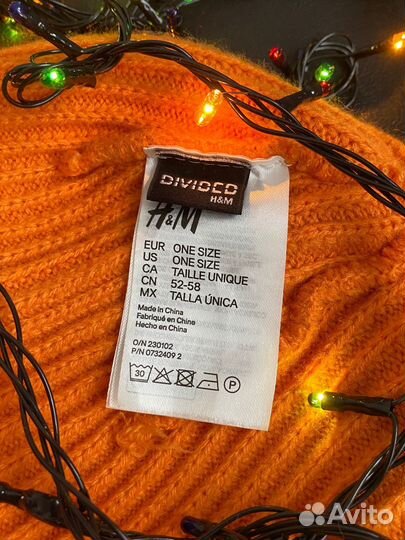 DIVIDED
H&M
H&M
EUR ONE SIZE
US ONE SIZE
CA TAILLE UNIQUE
CN 52-58
MX TALLA ÚNICA
Made in China
Fabriqué en Chine
Hecho en China
O/N 230102
P/N 0732409 2
30 P
Avito